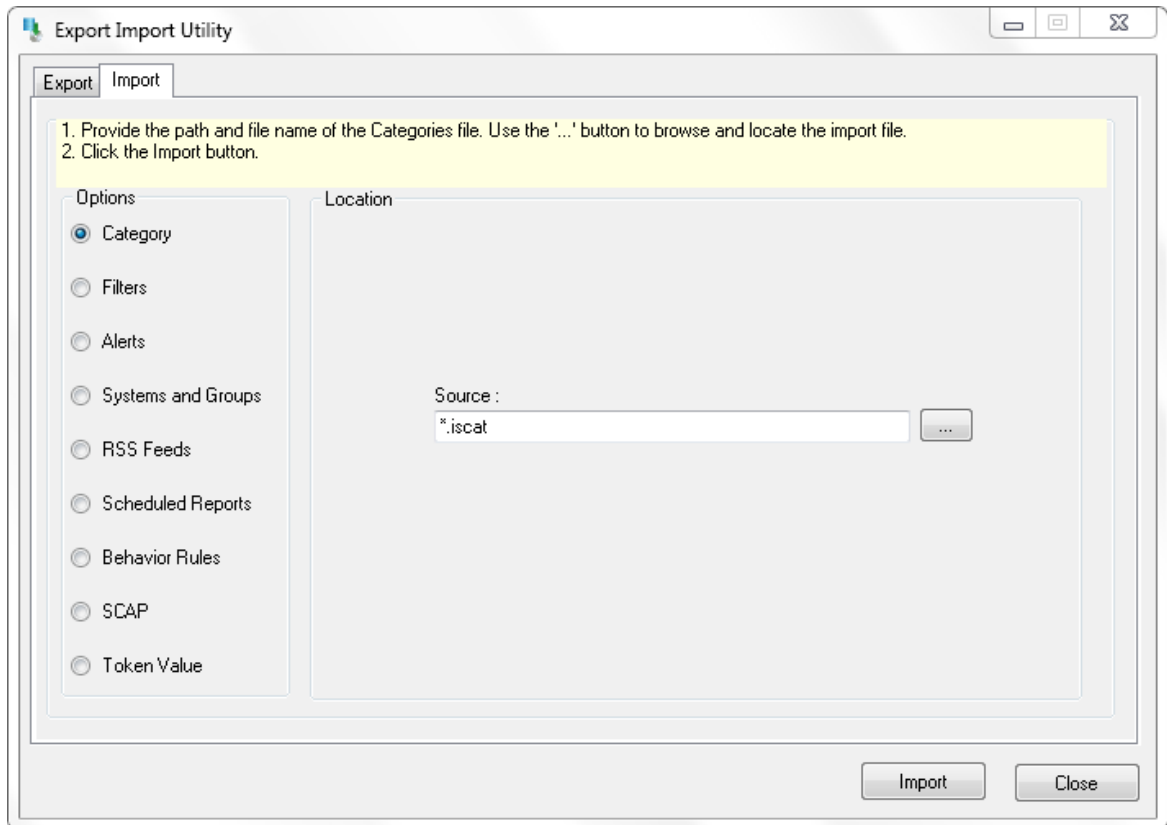 Export Import Utility
Export Import
1. Provide the path and file name of the Categories file. Use the '...' button to browse and locate the import file.
2. Click the Import button.
Options
Location
Category
Filters
Alerts
Systems and Groups
RSS Feeds
Scheduled Reports
Behavior Rules
SCAP
Token Value
Source :
*.iscat
...
Import
Close